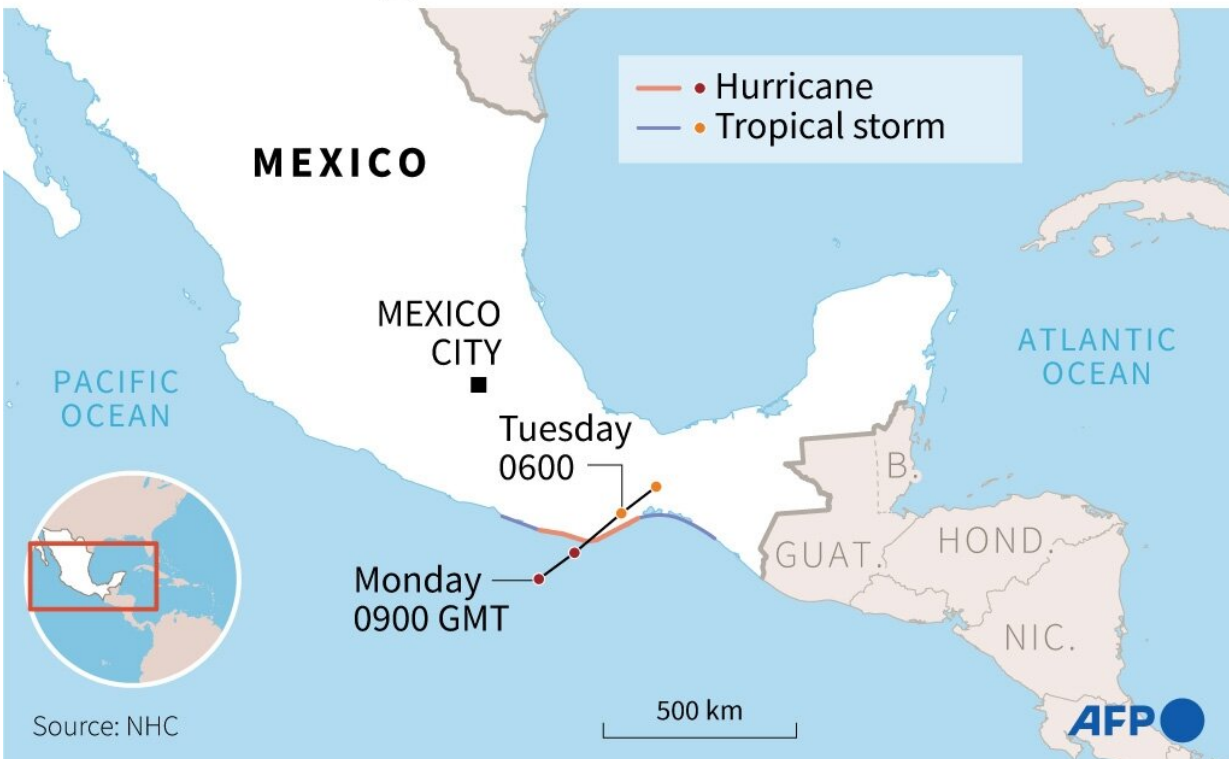 Hurricane
Tropical storm
MEXICO
MEXICO
CITY
PACIFIC
OCEAN
ATLANTIC
OCEAN
Tuesday
0600
B.
GUAT.
HOND.
NIC.
Monday
0900 GMT
500 km
Source: NHC
AFP